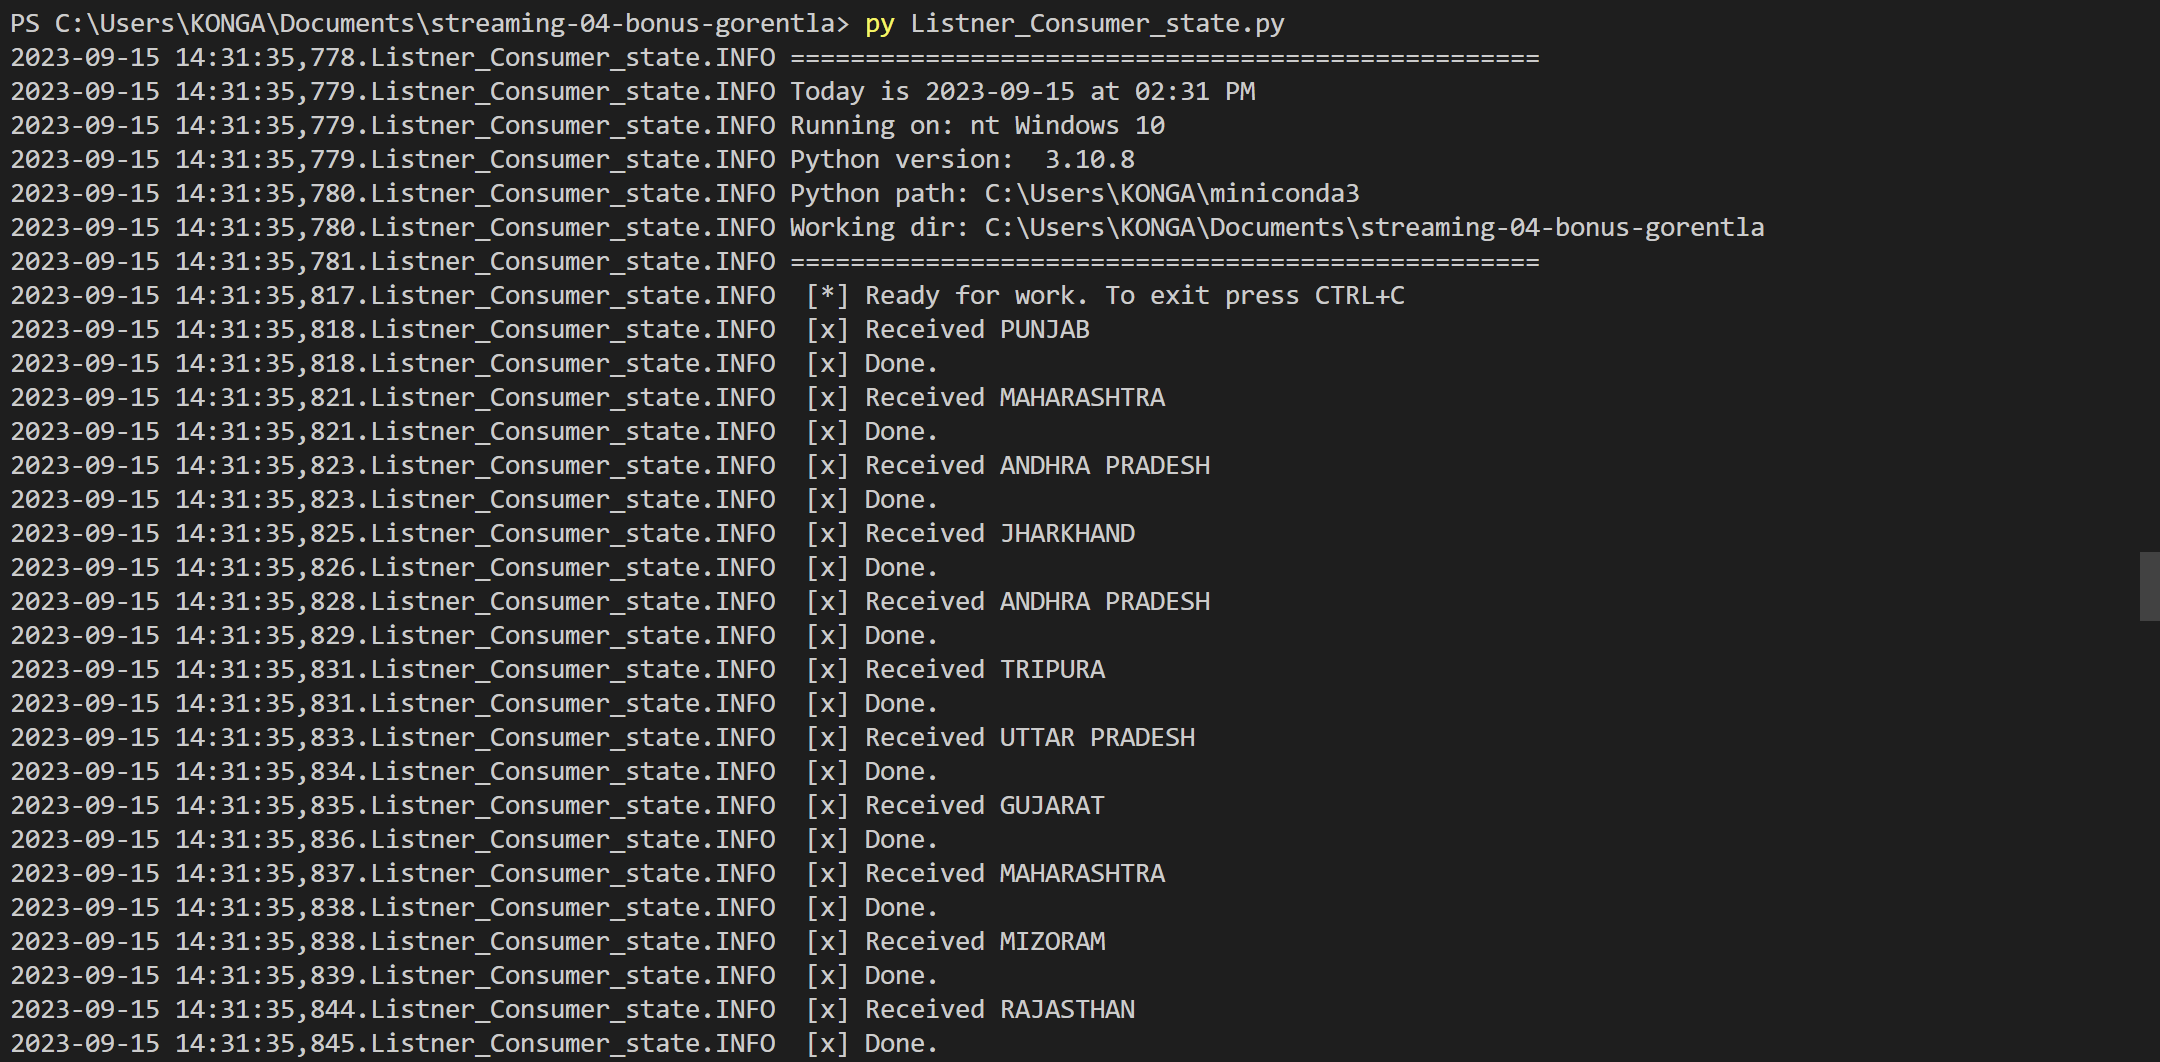 PS C:\Users\KONGA\Documents\streaming-04-bonus-gorentla> py Listner_Consumer_state.py
2023-09-15 14:31:35,778.Listner_Consumer_state.INFO ==================================================
2023-09-15 14:31:35,779.Listner_Consumer_state.INFO Today is 2023-09-15 at 02:31 PM
2023-09-15 14:31:35,779.Listner_Consumer_state.INFO Running on: nt Windows 10
2023-09-15 14:31:35,779.Listner_Consumer_state.INFO Python version:  3.10.8
2023-09-15 14:31:35,780.Listner_Consumer_state.INFO Python path: C:\Users\KONGA\miniconda3
2023-09-15 14:31:35,780.Listner_Consumer_state.INFO Working dir: C:\Users\KONGA\Documents\streaming-04-bonus-gorentla
2023-09-15 14:31:35,781.Listner_Consumer_state.INFO ==================================================
2023-09-15 14:31:35,817.Listner_Consumer_state.INFO  [*] Ready for work. To exit press CTRL+C
2023-09-15 14:31:35,818.Listner_Consumer_state.INFO  [x] Received PUNJAB
2023-09-15 14:31:35,818.Listner_Consumer_state.INFO  [x] Done.
2023-09-15 14:31:35,821.Listner_Consumer_state.INFO  [x] Received MAHARASHTRA
2023-09-15 14:31:35,821.Listner_Consumer_state.INFO  [x] Done.
2023-09-15 14:31:35,823.Listner_Consumer_state.INFO  [x] Received ANDHRA PRADESH
2023-09-15 14:31:35,823.Listner_Consumer_state.INFO  [x] Done.
2023-09-15 14:31:35,825.Listner_Consumer_state.INFO  [x] Received JHARKHAND
2023-09-15 14:31:35,826.Listner_Consumer_state.INFO  [x] Done.
2023-09-15 14:31:35,828.Listner_Consumer_state.INFO  [x] Received ANDHRA PRADESH
2023-09-15 14:31:35,829.Listner_Consumer_state.INFO  [x] Done.
2023-09-15 14:31:35,831.Listner_Consumer_state.INFO  [x] Received TRIPURA
2023-09-15 14:31:35,831.Listner_Consumer_state.INFO  [x] Done.
2023-09-15 14:31:35,833.Listner_Consumer_state.INFO  [x] Received UTTAR PRADESH
2023-09-15 14:31:35,834.Listner_Consumer_state.INFO  [x] Done.
2023-09-15 14:31:35,835.Listner_Consumer_state.INFO  [x] Received GUJARAT
2023-09-15 14:31:35,836.Listner_Consumer_state.INFO  [x] Done.
2023-09-15 14:31:35,837.Listner_Consumer_state.INFO  [x] Received MAHARASHTRA
2023-09-15 14:31:35,838.Listner_Consumer_state.INFO  [x] Done.
2023-09-15 14:31:35,838.Listner_Consumer_state.INFO  [x] Received MIZORAM
2023-09-15 14:31:35,839.Listner_Consumer_state.INFO  [x] Done.
2023-09-15 14:31:35,844.Listner_Consumer_state.INFO  [x] Received RAJASTHAN
2023-09-15 14:31:35,845.Listner_Consumer_state.INFO  [x] Done.